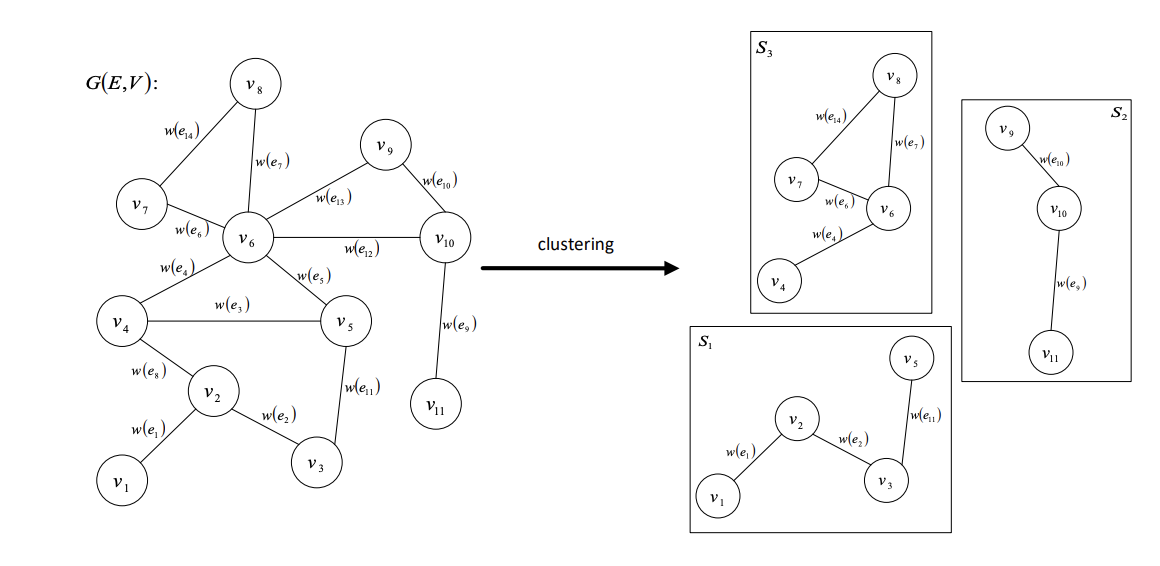 G(E,V):
v₈
w(e₁₄)
w(e₇)
v₉
w(e₁₀)
w(e₁₃)
v₇
w(e₆)
v₆
w(e₁₂)
v₁₀
w(e₄)
w(e₅)
w(e₃)
v₄
v₅
w(e₉)
w(e₈)
v₂
w(e₁₁)
w(e₂)
v₁₁
w(e₁)
v₃
v₁
clustering
S₃
v₈
w(e₁₄)
w(e₇)
v₇
w(e₆)
v₆
w(e₄)
v₄
S₂
v₉
w(e₁₀)
v₁₀
w(e₉)
v₁₁
S₁
v₅
v₂
w(e₁₁)
w(e₂)
w(e₁)
v₃
v₁